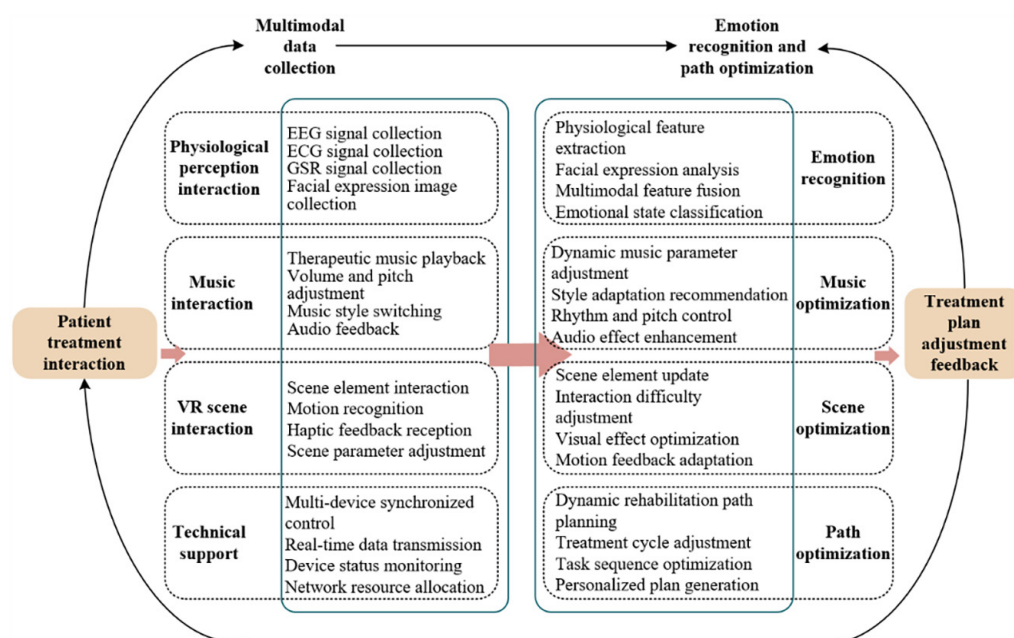 Multimodal
data
collection
Emotion
recognition and
path optimization
Patient
treatment
interaction
Physiological
perception
interaction
EEG signal collection
ECG signal collection
GSR signal collection
Facial expression image
collection
Music
interaction
Therapeutic music playback
Volume and pitch
adjustment
Music style switching
Audio feedback
VR scene
interaction
Scene element interaction
Motion recognition
Haptic feedback reception
Scene parameter adjustment
Technical
support
Multi-device synchronized
control
Real-time data transmission
Device status monitoring
Network resource allocation
Physiological feature
extraction
Facial expression analysis
Multimodal feature fusion
Emotional state classification
Emotion
recognition
Dynamic music parameter
adjustment
Style adaptation recommendation
Rhythm and pitch control
Audio effect enhancement
Music
optimization
Scene element update
Interaction difficulty
adjustment
Visual effect optimization
Motion feedback adaptation
Scene
optimization
Dynamic rehabilitation path
planning
Treatment cycle adjustment
Task sequence optimization
Personalized plan generation
Path
optimization
Treatment
plan
adjustment
feedback